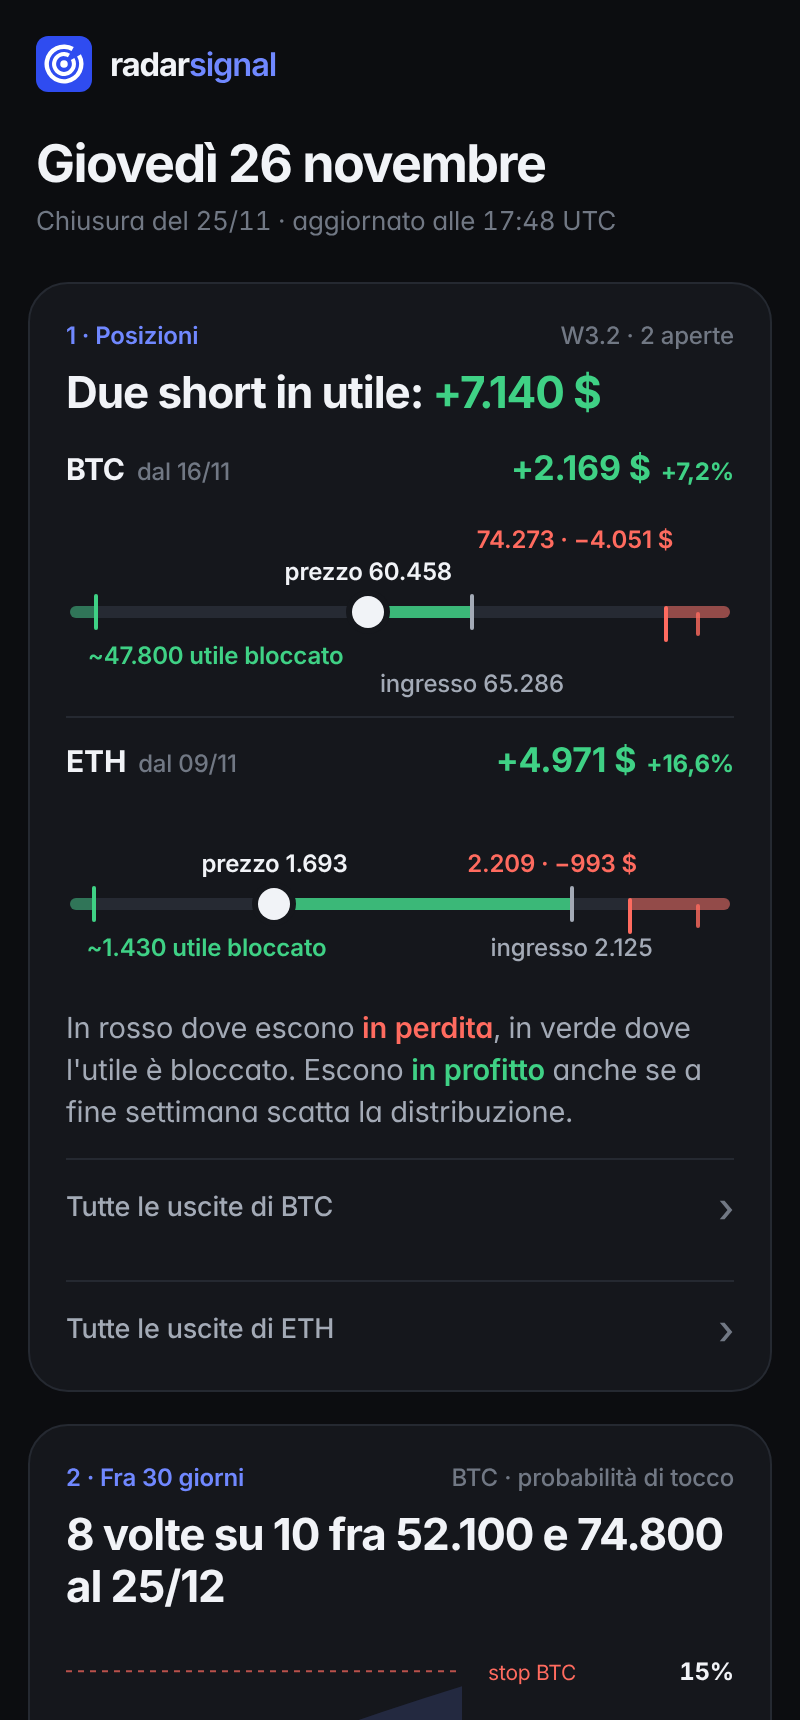 radarsignal
Giovedì 26 novembre
Chiusura del 25/11 · aggiornato alle 17:48 UTC
1 · Posizioni
W3.2 · 2 aperte
Due short in utile: +7.140 $
BTC dal 16/11
+2.169 $ +7,2%
74.273 · −4.051 $
prezzo 60.458
~47.800 utile bloccato
ingresso 65.286
ETH dal 09/11
+4.971 $ +16,6%
prezzo 1.693
2.209 · −993 $
~1.430 utile bloccato
ingresso 2.125
In rosso dove escono in perdita, in verde dove
l'utile è bloccato. Escono in profitto anche se a
fine settimana scatta la distribuzione.
Tutte le uscite di BTC
Tutte le uscite di ETH
2 · Fra 30 giorni
BTC · probabilità di tocco
8 volte su 10 fra 52.100 e 74.800
al 25/12
stop BTC
15%